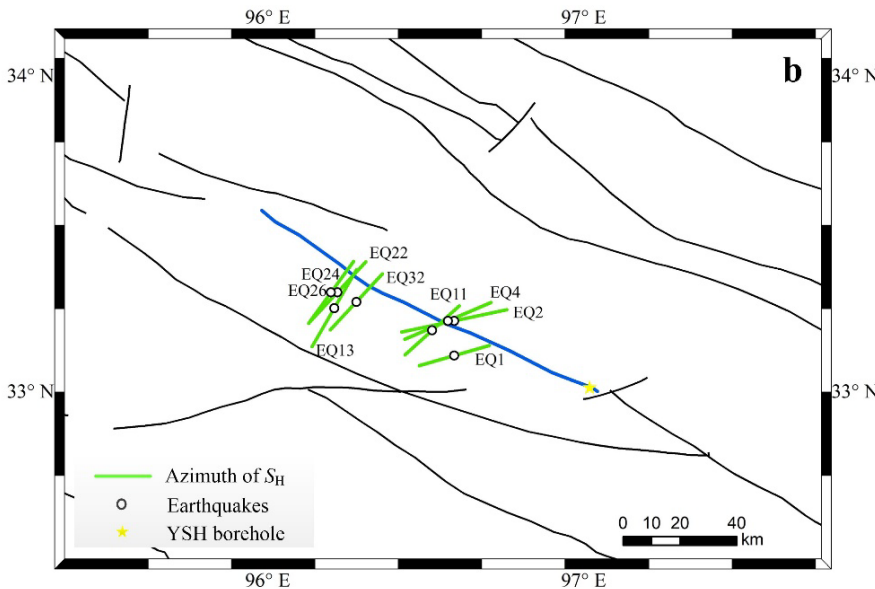 96° E
97° E
34° N
b
34° N
EQ22
EQ24
EQ32
EQ26
EQ11
EQ4
EQ2
EQ13
EQ1
33° N
33° N
Azimuth of SH
Earthquakes
YSH borehole
0 10 20 40
km
96° E
97° E